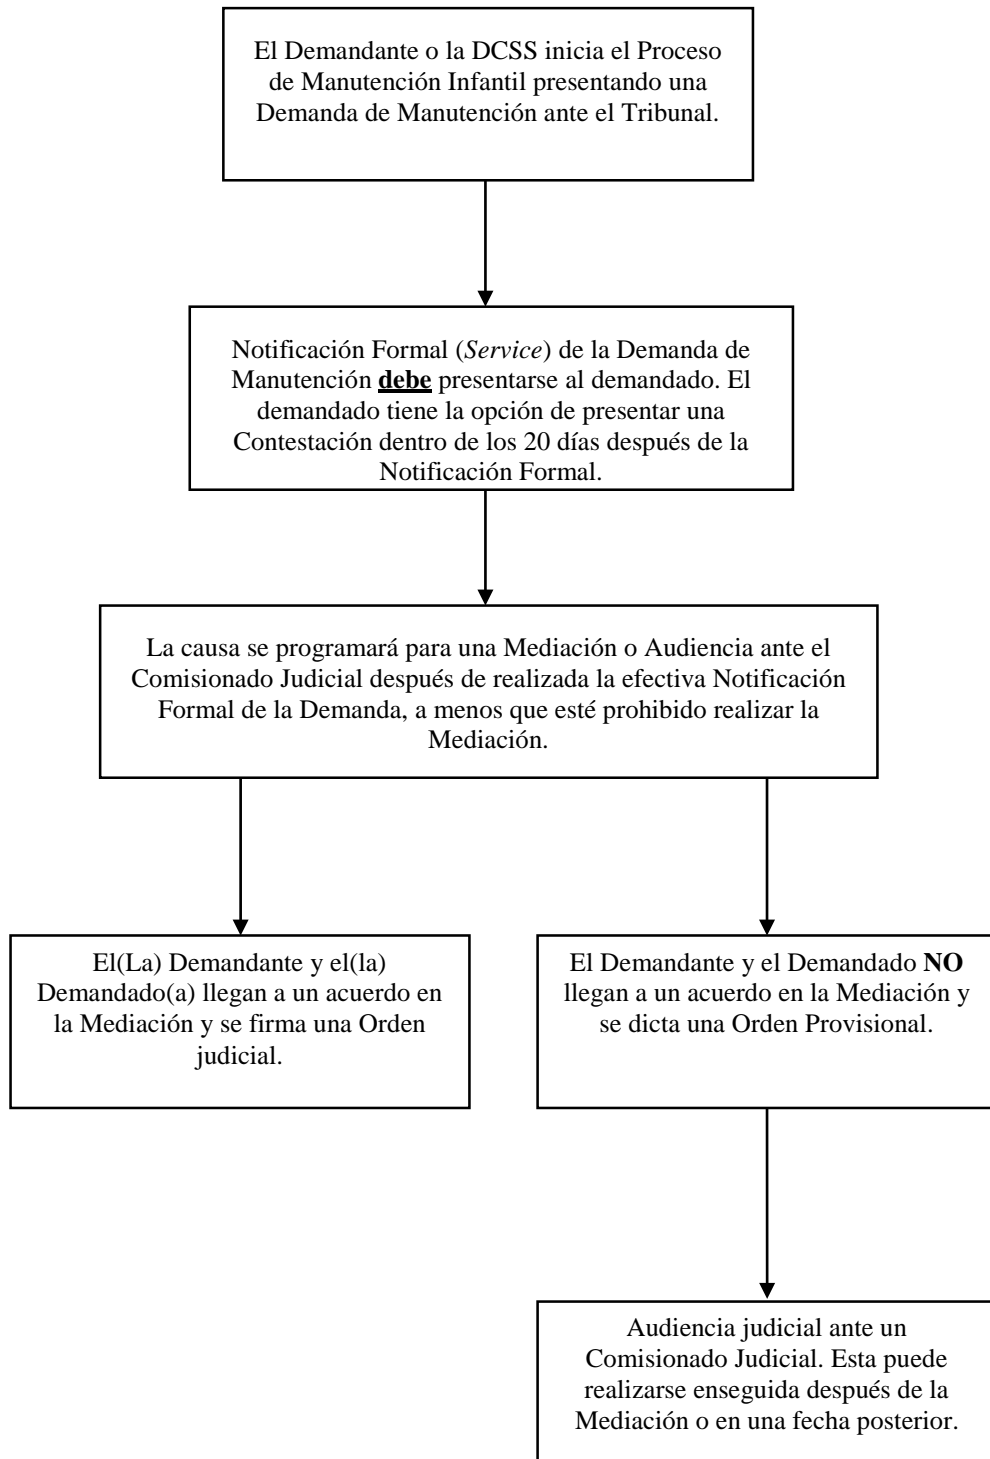 El Demandante o la DCSS inicia el Proceso
de Manutención Infantil presentando una
Demanda de Manutención ante el Tribunal.
Notificación Formal (Service) de la Demanda de
Manutención debe presentarse al demandado. El
demandado tiene la opción de presentar una
Contestación dentro de los 20 días después de la
Notificación Formal.
La causa se programará para una Mediación o Audiencia ante el
Comisionado Judicial después de realizada la efectiva Notificación
Formal de la Demanda, a menos que esté prohibido realizar la
Mediación.
El(La) Demandante y el(la)
Demandado(a) llegan a un acuerdo en
la Mediación y se firma una Orden
judicial.
El Demandante y el Demandado NO
llegan a un acuerdo en la Mediación y
se dicta una Orden Provisional.
Audiencia judicial ante un
Comisionado Judicial. Esta puede
realizarse enseguida después de la
Mediación o en una fecha posterior.